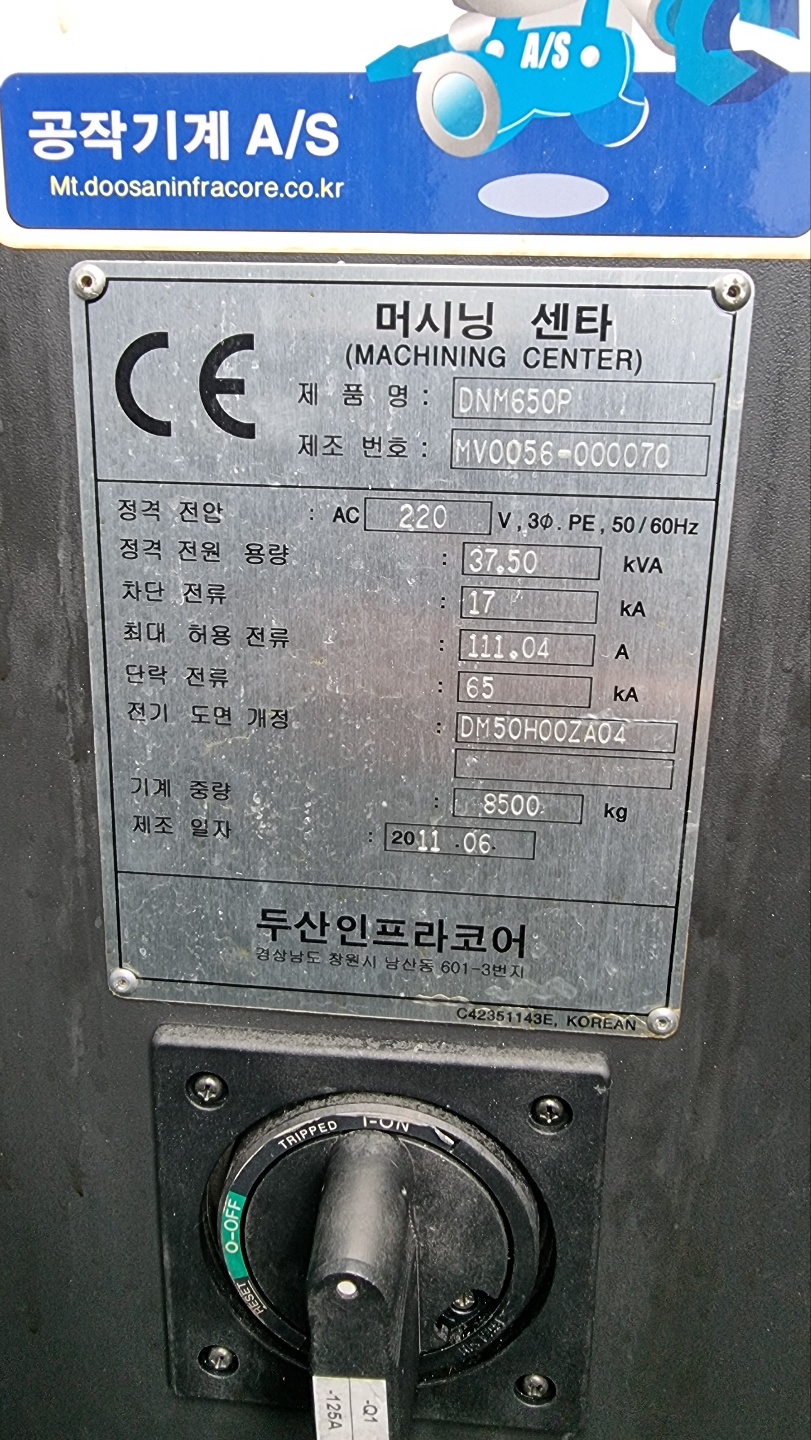 A/S
공작기계 A/S
Mt.doosaninfracore.co.kr
CE
머시닝 센타
(MACHINING CENTER)
제 품 명 : DNM650P
제조 번호 : MV0056-000070
정격 전압 : AC 220 V , 3Φ . PE , 50/60Hz
정격 전원 용량 : 37.50 kVA
차단 전류 : 17 kA
최대 허용 전류 : 111.04 A
단락 전류 : 65 kA
전기 도면 개정 : DM50H00ZA04
기계 중량 : 8500 kg
제조 일자 : 2011 .06.
두산인프라코어
경상남도 창원시 남산동 601-3번지
C42351143E, KOREAN
TRIPPED I-ON
O-OFF
RESET
-Q1
-125A